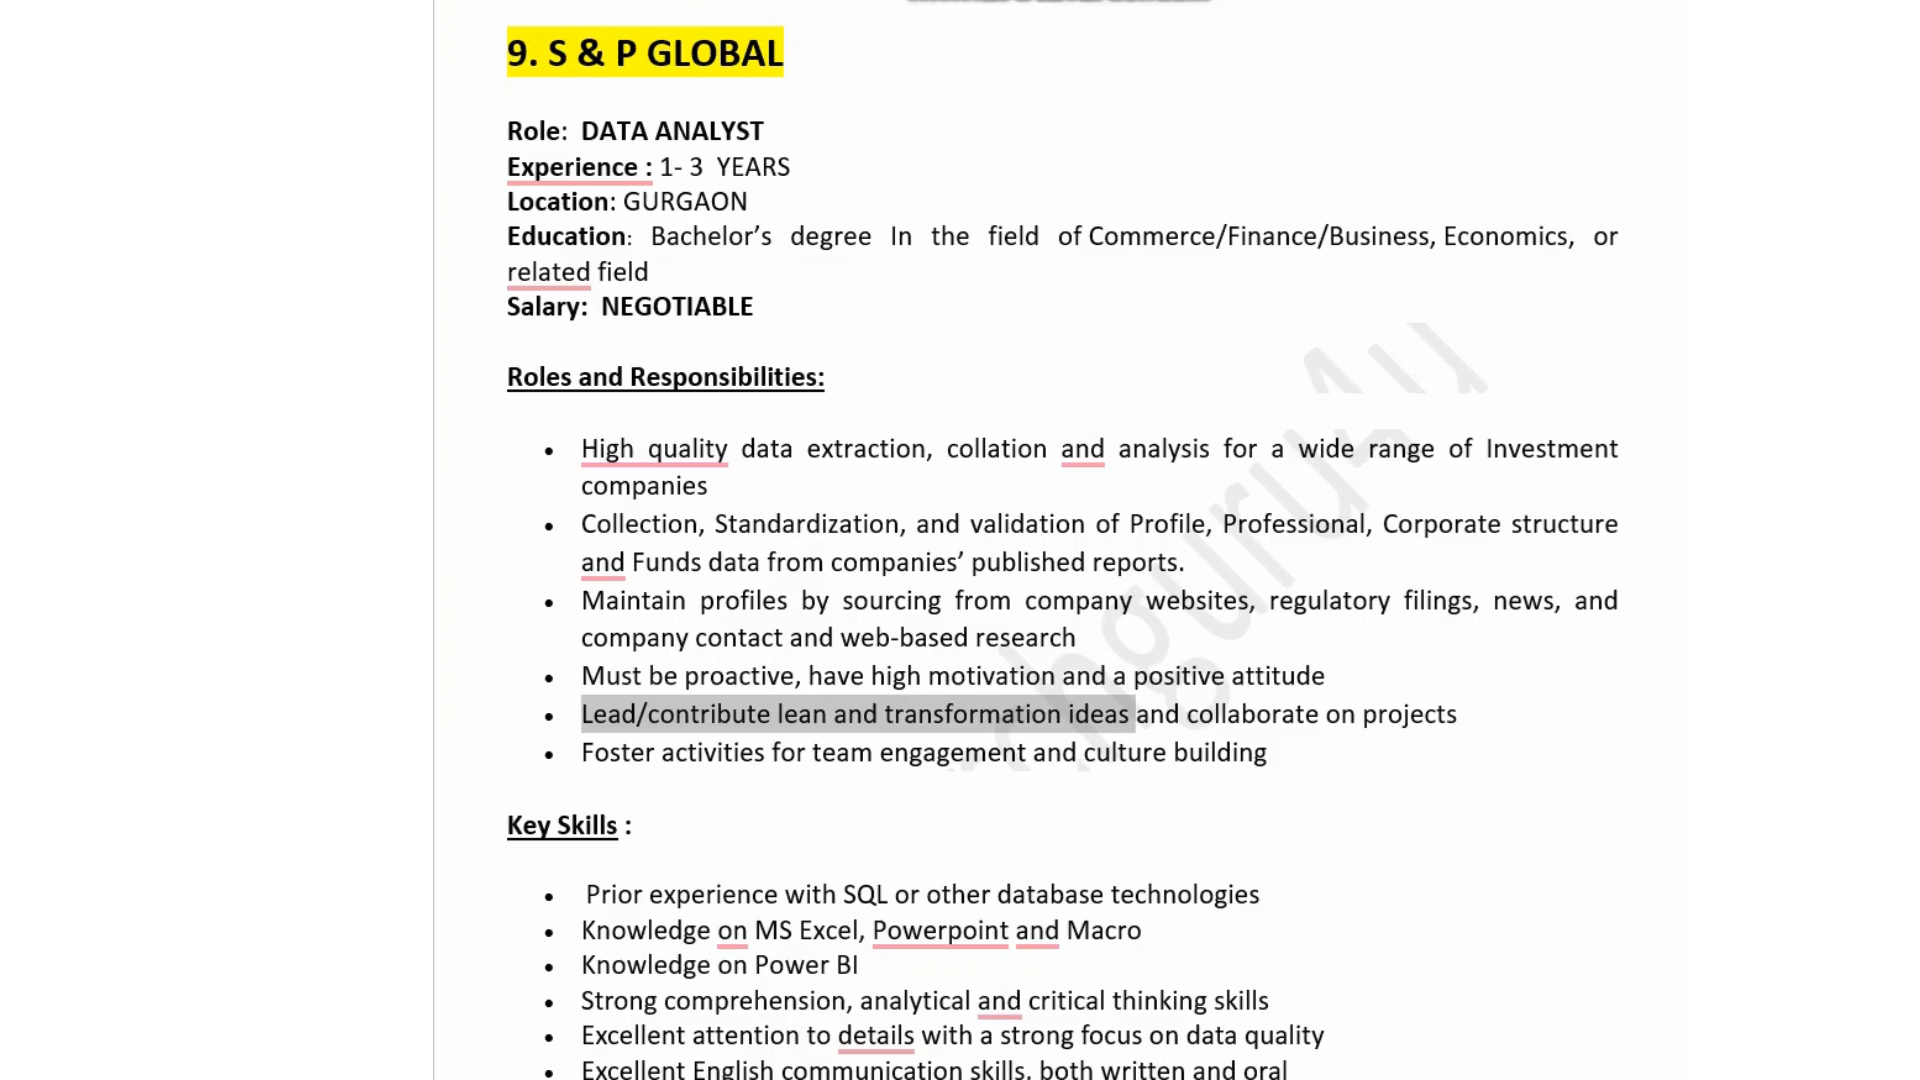 9. S & P GLOBAL
Role: DATA ANALYST
Experience : 1- 3 YEARS
Location: GURGAON
Education: Bachelor’s degree In the field of Commerce/Finance/Business, Economics, or
related field
Salary: NEGOTIABLE
Roles and Responsibilities:
• High quality data extraction, collation and analysis for a wide range of Investment
companies
• Collection, Standardization, and validation of Profile, Professional, Corporate structure
and Funds data from companies’ published reports.
• Maintain profiles by sourcing from company websites, regulatory filings, news, and
company contact and web-based research
• Must be proactive, have high motivation and a positive attitude
• Lead/contribute lean and transformation ideas and collaborate on projects
• Foster activities for team engagement and culture building
Key Skills :
• Prior experience with SQL or other database technologies
• Knowledge on MS Excel, Powerpoint and Macro
• Knowledge on Power BI
• Strong comprehension, analytical and critical thinking skills
• Excellent attention to details with a strong focus on data quality
• Excellent English communication skills, both written and oral